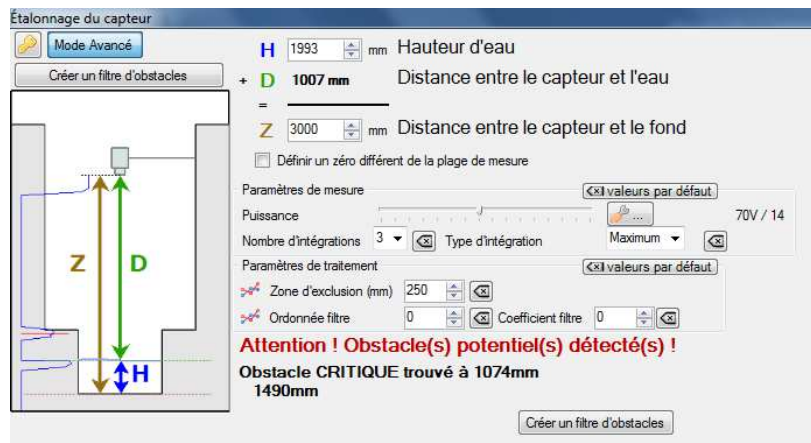 Étalonnage du capteur
Mode Avancé
Créer un filtre d'obstacles
H 1993 mm Hauteur d'eau
+ D 1007 mm Distance entre le capteur et l'eau
=
Z 3000 mm Distance entre le capteur et le fond
Définir un zéro différent de la plage de mesure
Z D
H
Paramètres de mesure valeurs par défaut
Puissance ... 70V / 14
Nombre d'intégrations 3 Type d'intégration Maximum
Paramètres de traitement valeurs par défaut
Zone d'exclusion (mm) 250
Ordonnée filtre 0 Coefficient filtre 0
Attention ! Obstacle(s) potentiel(s) détecté(s) !
Obstacle CRITIQUE trouvé à 1074mm
1490mm
Créer un filtre d'obstacles